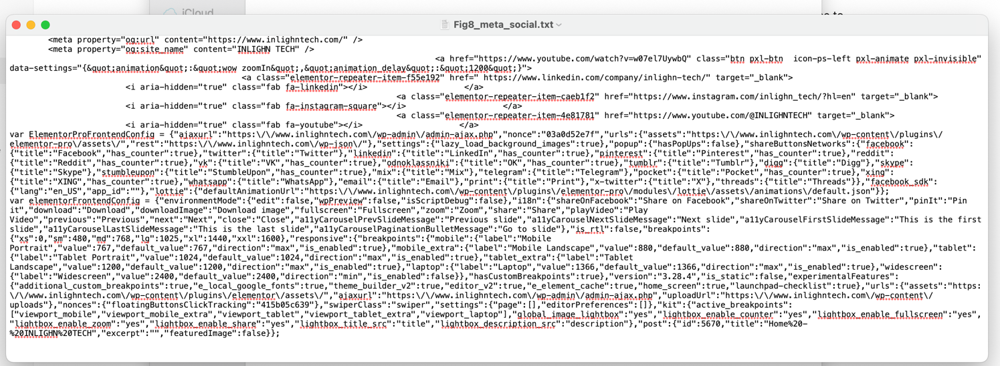 iCloud
Fig8_meta_social.txt
<meta property="og:url" content="https://www.inlighntech.com/" />
<meta property="og:site_name" content="INLIGHN TECH" />
<a href="https://www.youtube.com/watch?v=w07el7UywbQ" class="btn pxl-btn  icon-ps-left pxl-animate pxl-invisible"
data-settings="{&quot;animation&quot;:&quot;wow zoomIn&quot;,&quot;animation_delay&quot;:&quot;1200&quot;}">
<a class="elementor-repeater-item-f55e192" href=" https://www.linkedin.com/company/inlighn-tech/" target="_blank">
<i aria-hidden="true" class="fab fa-linkedin"></i> </a>
<a class="elementor-repeater-item-caeb1f2" href="https://www.instagram.com/inlighn_tech/?hl=en" target="_blank">
<i aria-hidden="true" class="fab fa-instagram-square"></i> </a>
<a class="elementor-repeater-item-4e81781" href="https://www.youtube.com/@INLIGHNTECH" target="_blank">
<i aria-hidden="true" class="fab fa-youtube"></i> </a>
var ElementorProFrontendConfig = {"ajaxurl":"https:\/\/www.inlighntech.com\/wp-admin\/admin-ajax.php","nonce":"03a0d52e7f","urls":{"assets":"https:\/\/www.inlighntech.com\/wp-content\/plugins\/
elementor-pro\/assets\/","rest":"https:\/\/www.inlighntech.com\/wp-json\/"},"settings":{"lazy_load_background_images":true},"popup":{"hasPopUps":false},"shareButtonsNetworks":{"facebook":
{"title":"Facebook","has_counter":true},"twitter":{"title":"Twitter"},"linkedin":{"title":"LinkedIn","has_counter":true},"pinterest":{"title":"Pinterest","has_counter":true},"reddit":
{"title":"Reddit","has_counter":true},"vk":{"title":"VK","has_counter":true},"odnoklassniki":{"title":"OK","has_counter":true},"tumblr":{"title":"Tumblr"},"digg":{"title":"Digg"},"skype":
{"title":"Skype"},"stumbleupon":{"title":"StumbleUpon","has_counter":true},"mix":{"title":"Mix"},"telegram":{"title":"Telegram"},"pocket":{"title":"Pocket","has_counter":true},"xing":
{"title":"XING","has_counter":true},"whatsapp":{"title":"WhatsApp"},"email":{"title":"Email"},"print":{"title":"Print"},"x-twitter":{"title":"X"},"threads":{"title":"Threads"}},"facebook_sdk":
{"lang":"en_US","app_id":""},"lottie":{"defaultAnimationUrl":"https:\/\/www.inlighntech.com\/wp-content\/plugins\/elementor-pro\/modules\/lottie\/assets\/animations\/default.json"}};
var elementorFrontendConfig = {"environmentMode":{"edit":false,"wpPreview":false,"isScriptDebug":false},"i18n":{"shareOnFacebook":"Share on Facebook","shareOnTwitter":"Share on Twitter","pinIt":"Pin
it","download":"Download","downloadImage":"Download image","fullscreen":"Fullscreen","zoom":"Zoom","share":"Share","playVideo":"Play
Video","previous":"Previous","next":"Next","close":"Close","a11yCarouselPrevSlideMessage":"Previous slide","a11yCarouselNextSlideMessage":"Next slide","a11yCarouselFirstSlideMessage":"This is the first
slide","a11yCarouselLastSlideMessage":"This is the last slide","a11yCarouselPaginationBulletMessage":"Go to slide"},"is_rtl":false,"breakpoints":
{"xs":0,"sm":480,"md":768,"lg":1025,"xl":1440,"xxl":1600},"responsive":{"breakpoints":{"mobile":{"label":"Mobile
Portrait","value":767,"default_value":767,"direction":"max","is_enabled":true},"mobile_extra":{"label":"Mobile Landscape","value":880,"default_value":880,"direction":"max","is_enabled":true},"tablet":
{"label":"Tablet Portrait","value":1024,"default_value":1024,"direction":"max","is_enabled":true},"tablet_extra":{"label":"Tablet
Landscape","value":1200,"default_value":1200,"direction":"max","is_enabled":true},"laptop":{"label":"Laptop","value":1366,"default_value":1366,"direction":"max","is_enabled":true},"widescreen":
{"label":"Widescreen","value":2400,"default_value":2400,"direction":"min","is_enabled":false}},"hasCustomBreakpoints":true},"version":"3.28.4","is_static":false,"experimentalFeatures":
{"additional_custom_breakpoints":true,"e_local_google_fonts":true,"theme_builder_v2":true,"editor_v2":true,"e_element_cache":true,"home_screen":true,"launchpad-checklist":true},"urls":{"assets":"https:
\/\/www.inlighntech.com\/wp-content\/plugins\/elementor\/assets\/","ajaxurl":"https:\/\/www.inlighntech.com\/wp-admin\/admin-ajax.php","uploadUrl":"https:\/\/www.inlighntech.com\/wp-content\/
uploads"},"nonces":{"floatingButtonsClickTracking":"415b05c639"},"swiperClass":"swiper","settings":{"page":[],"editorPreferences":[]},"kit":{"active_breakpoints":
["viewport_mobile","viewport_mobile_extra","viewport_tablet","viewport_tablet_extra","viewport_laptop"],"global_image_lightbox":"yes","lightbox_enable_counter":"yes","lightbox_enable_fullscreen":"yes",
"lightbox_enable_zoom":"yes","lightbox_enable_share":"yes","lightbox_title_src":"title","lightbox_description_src":"description"},"post":{"id":5670,"title":"Home%20-
%20INLIGHN%20TECH","excerpt":"","featuredImage":false}};